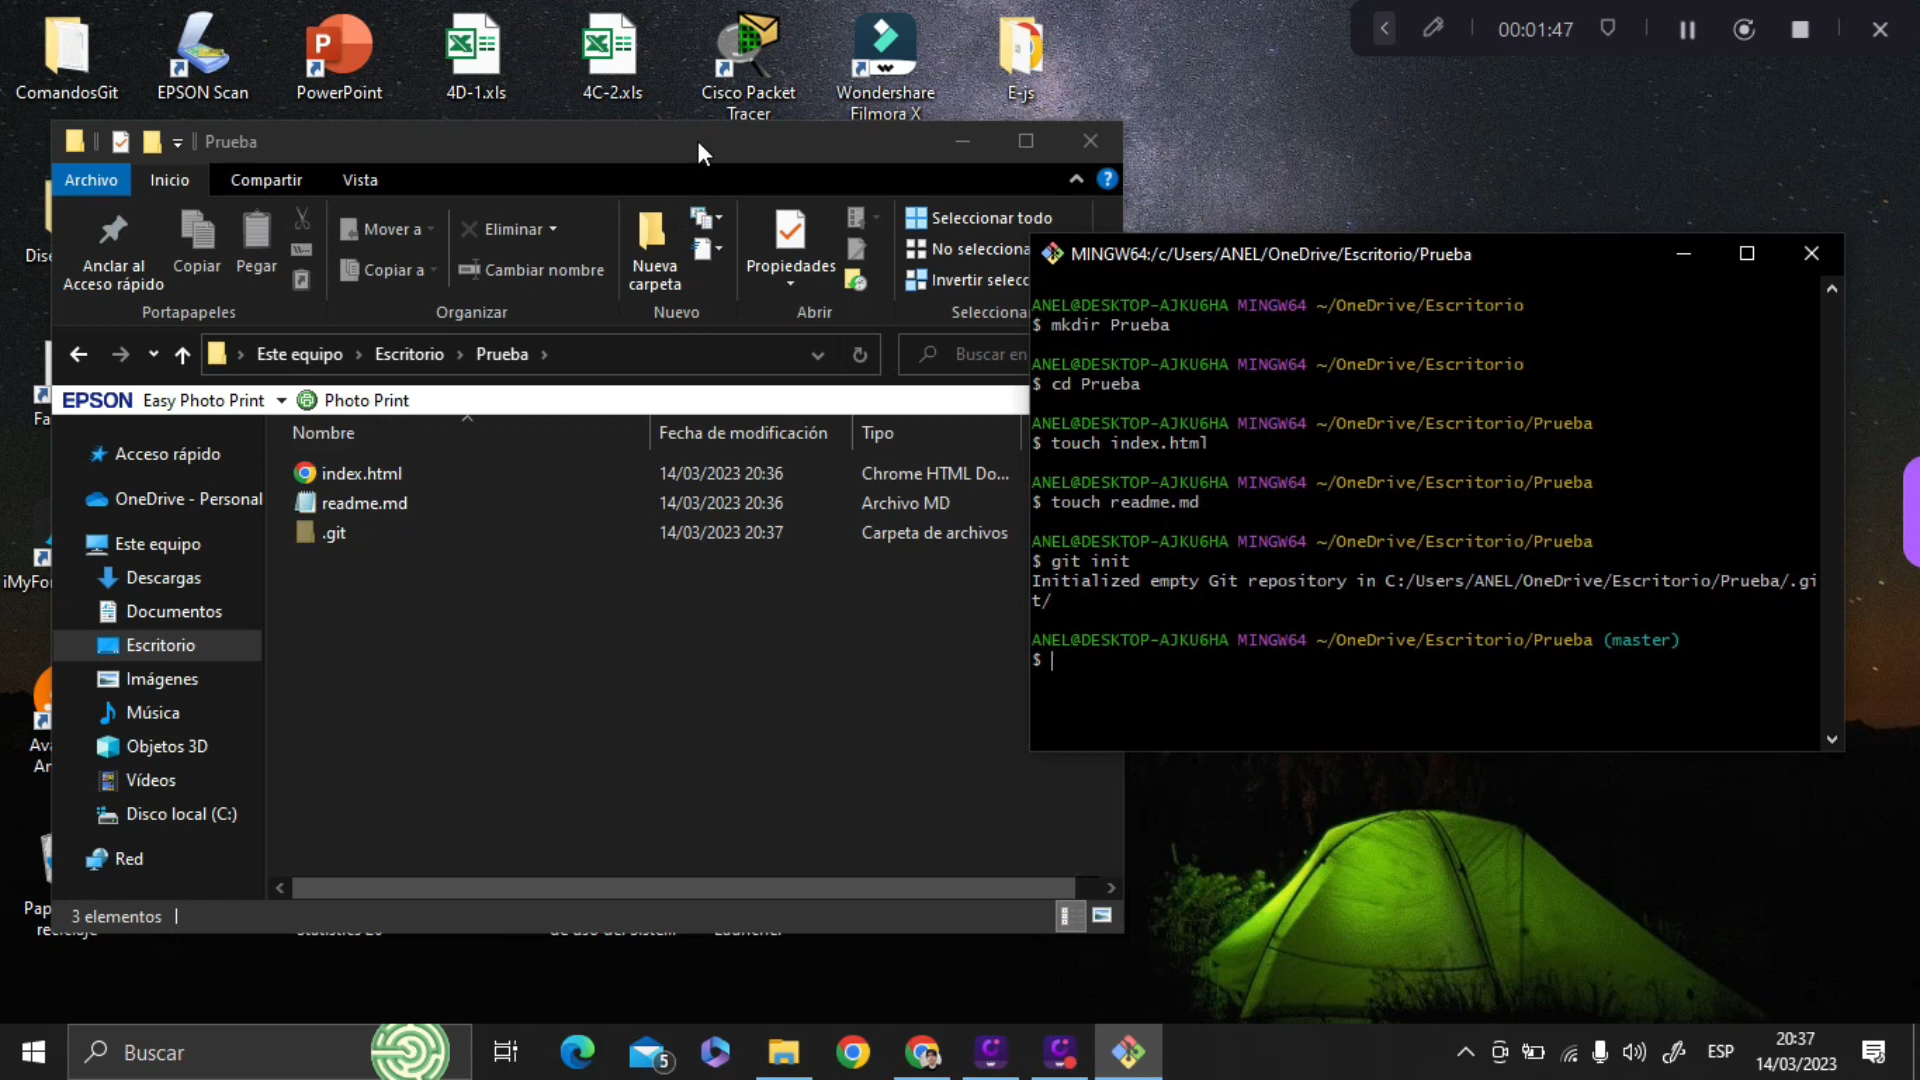 ComandosGit
EPSON Scan
PowerPoint
4D-1.xls
4C-2.xls
Cisco Packet
Tracer
Wondershare
Filmora X
E-js
00:01:47
Prueba
Archivo
Inicio
Compartir
Vista
Anclar al
Acceso rápido
Copiar
Pegar
Portapapeles
Mover a
Copiar a
Eliminar
Cambiar nombre
Organizar
Nueva
carpeta
Nuevo
Propiedades
Abrir
Seleccionar todo
No selecciona
Invertir selecc
Selecciona
Este equipo
Escritorio
Prueba
Buscar en
EPSON Easy Photo Print
Photo Print
Nombre
Fecha de modificación
Tipo
index.html 14/03/2023 20:36 Chrome HTML Do...
readme.md 14/03/2023 20:36 Archivo MD
.git 14/03/2023 20:37 Carpeta de archivos
Acceso rápido
OneDrive - Personal
Este equipo
Descargas
Documentos
Escritorio
Imágenes
Música
Objetos 3D
Vídeos
Disco local (C:)
Red
3 elementos
Dise
Fa
iMyFor
Ava
An
Pap
MINGW64:/c/Users/ANEL/OneDrive/Escritorio/Prueba
ANEL@DESKTOP-AJKU6HA MINGW64 ~/OneDrive/Escritorio
$ mkdir Prueba
ANEL@DESKTOP-AJKU6HA MINGW64 ~/OneDrive/Escritorio
$ cd Prueba
ANEL@DESKTOP-AJKU6HA MINGW64 ~/OneDrive/Escritorio/Prueba
$ touch index.html
ANEL@DESKTOP-AJKU6HA MINGW64 ~/OneDrive/Escritorio/Prueba
$ touch readme.md
ANEL@DESKTOP-AJKU6HA MINGW64 ~/OneDrive/Escritorio/Prueba
$ git init
Initialized empty Git repository in C:/Users/ANEL/OneDrive/Escritorio/Prueba/.gi
t/
ANEL@DESKTOP-AJKU6HA MINGW64 ~/OneDrive/Escritorio/Prueba (master)
$
Buscar
5
ESP
20:37
14/03/2023